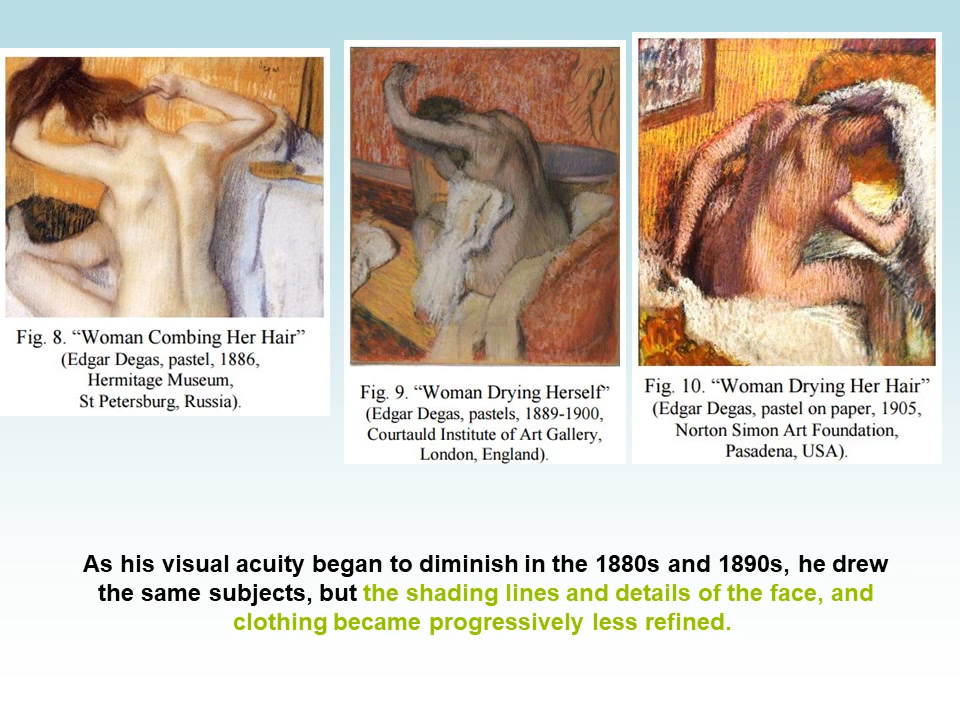 Degas
Fig. 8. “Woman Combing Her Hair”
(Edgar Degas, pastel, 1886,
Hermitage Museum,
St Petersburg, Russia).
Fig. 9. “Woman Drying Herself”
(Edgar Degas, pastels, 1889-1900,
Courtauld Institute of Art Gallery,
London, England).
Fig. 10. “Woman Drying Her Hair”
(Edgar Degas, pastel on paper, 1905,
Norton Simon Art Foundation,
Pasadena, USA).
As his visual acuity began to diminish in the 1880s and 1890s, he drew
the same subjects, but the shading lines and details of the face, and
clothing became progressively less refined.